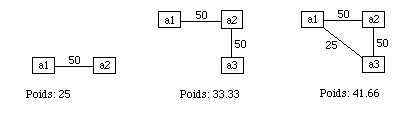 a1 50 a2
Poids: 25
a1 50 a2
50
a3
Poids: 33.33
a1 50 a2
25 50
a3
Poids: 41.66